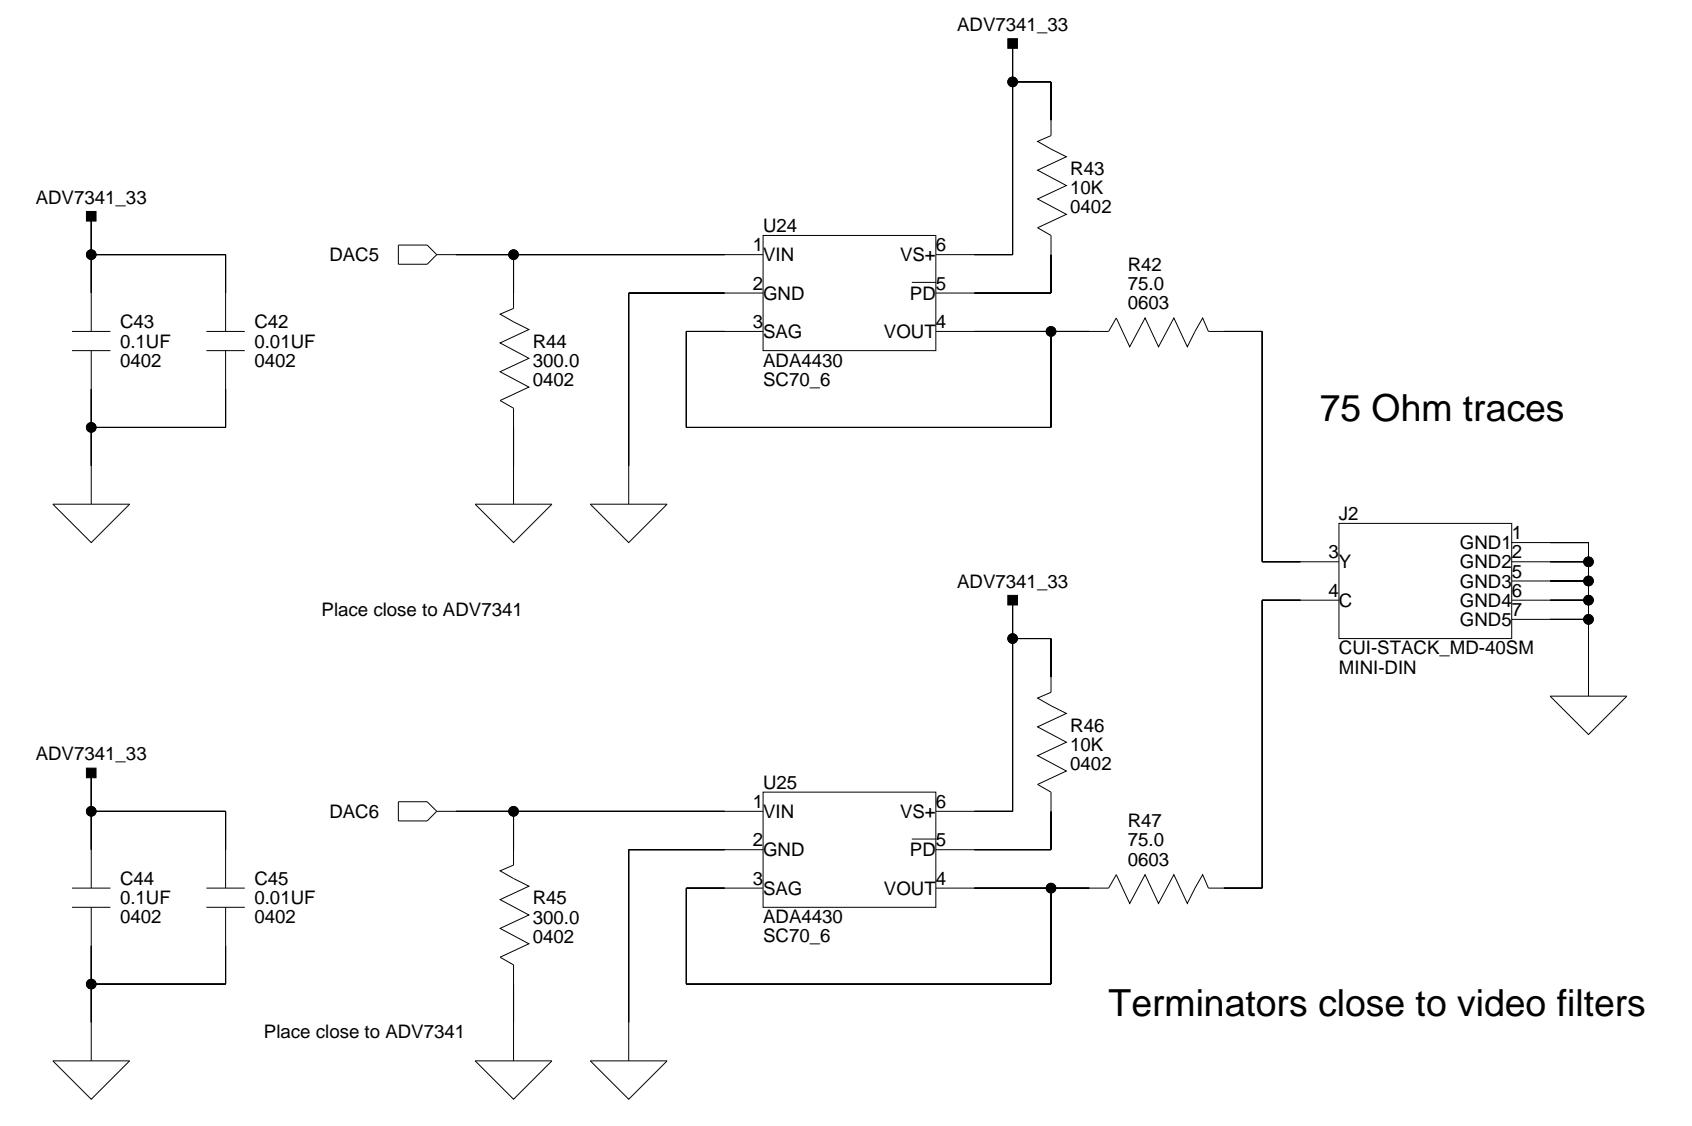 ADV7341_33
ADV7341_33
R43
10K
0402
U24
DAC5
1 VIN
VS+ 6
2 GND
PD 5
3 SAG
VOUT 4
ADA4430
SC70_6
R42
75.0
0603
C43
0.1UF
0402
C42
0.01UF
0402
R44
300.0
0402
75 Ohm traces
J2
GND1 1
GND2 2
3 Y
GND3 5
4 C
GND4 6
GND5 7
CUI-STACK_MD-40SM
MINI-DIN
Place close to ADV7341
ADV7341_33
ADV7341_33
R46
10K
0402
U25
DAC6
1 VIN
VS+ 6
2 GND
PD 5
3 SAG
VOUT 4
ADA4430
SC70_6
R47
75.0
0603
C44
0.1UF
0402
C45
0.01UF
0402
R45
300.0
0402
Terminators close to video filters
Place close to ADV7341